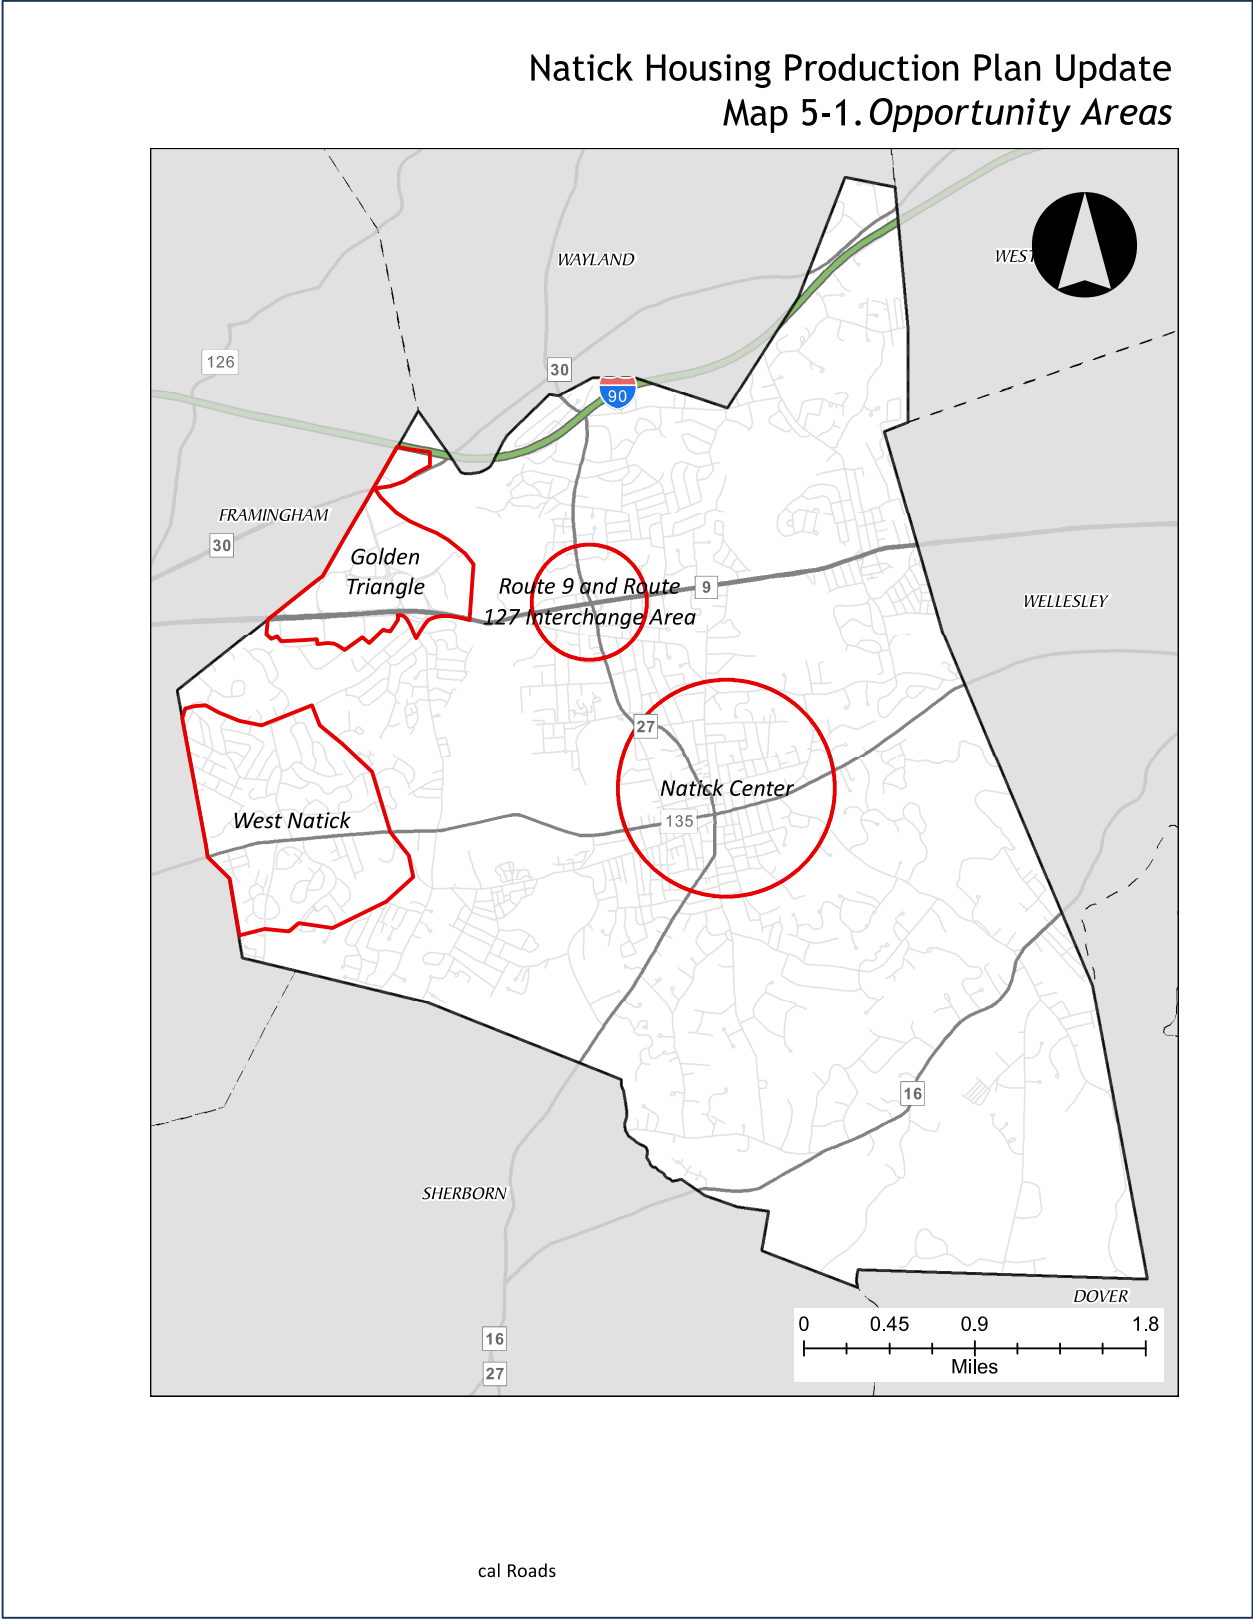 Natick Housing Production Plan Update
Map 5-1. Opportunity Areas
WAYLAND
WEST
126
30
90
FRAMINGHAM
30
Golden
Triangle
Route 9 and Route
127 Interchange Area
9
WELLESLEY
27
Natick Center
West Natick
135
16
SHERBORN
DOVER
16
27
0 0.45 0.9 1.8
Miles
cal Roads